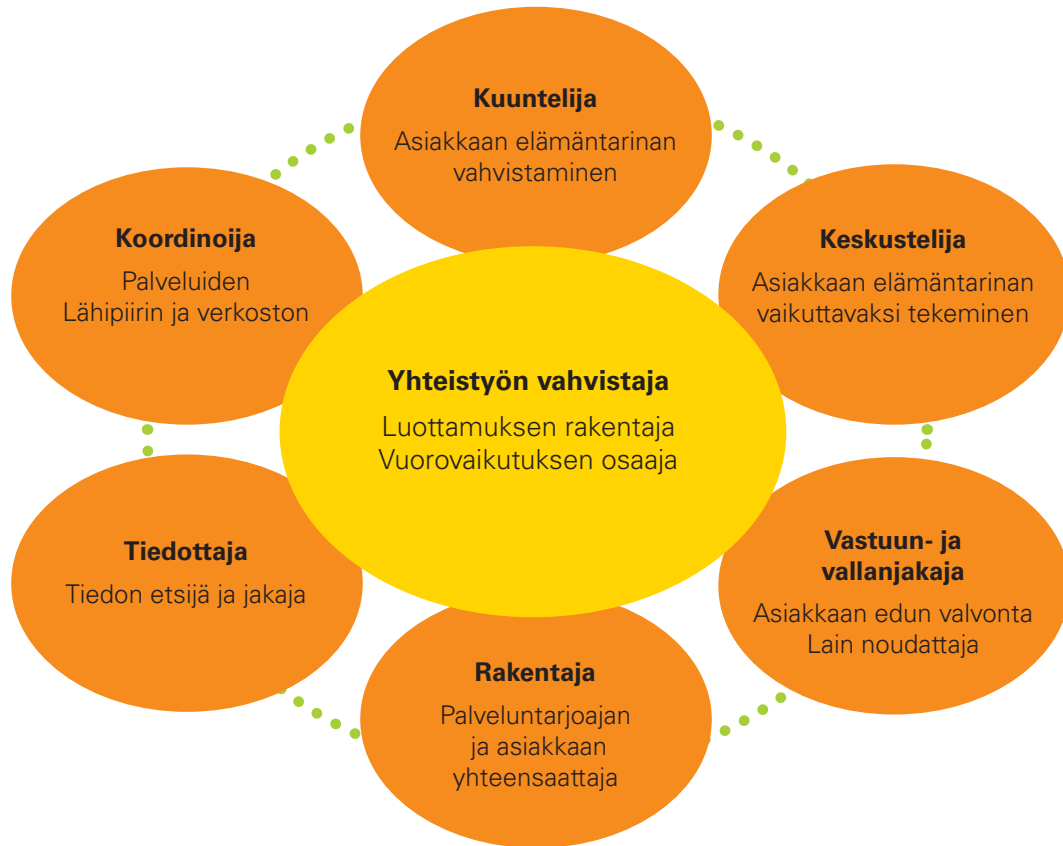 Kuuntelija
Asiakkaan elämäntarinan
vahvistaminen
Koordinoija
Palveluiden
Lähipiirin ja verkoston
Keskustelija
Asiakkaan elämäntarinan
vaikuttavaksi tekeminen
Yhteistyön vahvistaja
Luottamuksen rakentaja
Vuorovaikutuksen osaaja
Tiedottaja
Tiedon etsijä ja jakaja
Vastuun- ja
vallanjakaja
Asiakkaan edun valvonta
Lain noudattaja
Rakentaja
Palveluntarjoajan
ja asiakkaan
yhteensaattaja